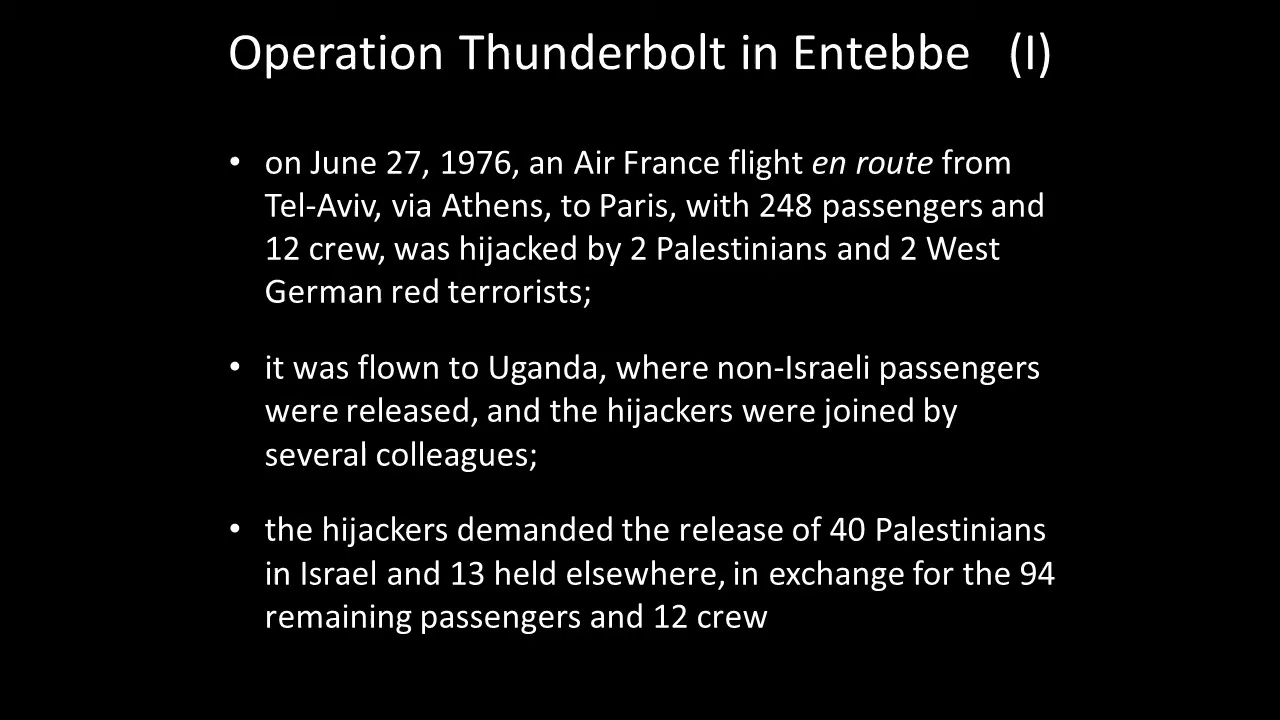 Operation Thunderbolt in Entebbe (I)
• on June 27, 1976, an Air France flight en route from
Tel-Aviv, via Athens, to Paris, with 248 passengers and
12 crew, was hijacked by 2 Palestinians and 2 West
German red terrorists;
• it was flown to Uganda, where non-Israeli passengers
were released, and the hijackers were joined by
several colleagues;
• the hijackers demanded the release of 40 Palestinians
in Israel and 13 held elsewhere, in exchange for the 94
remaining passengers and 12 crew